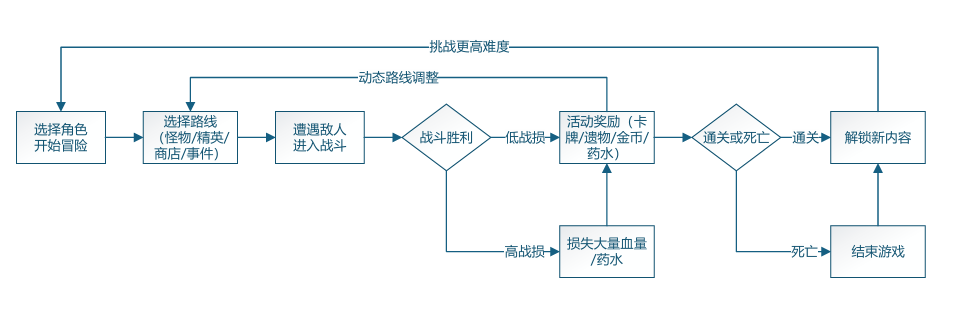 挑战更高难度
动态路线调整
选择角色
开始冒险
选择路线
（怪物/精英/
商店/事件）
遭遇敌人
进入战斗
战斗胜利
低战损
活动奖励（卡
牌/遗物/金币/
药水）
通关或死亡
通关
解锁新内容
高战损
损失大量血量
/药水
死亡
结束游戏